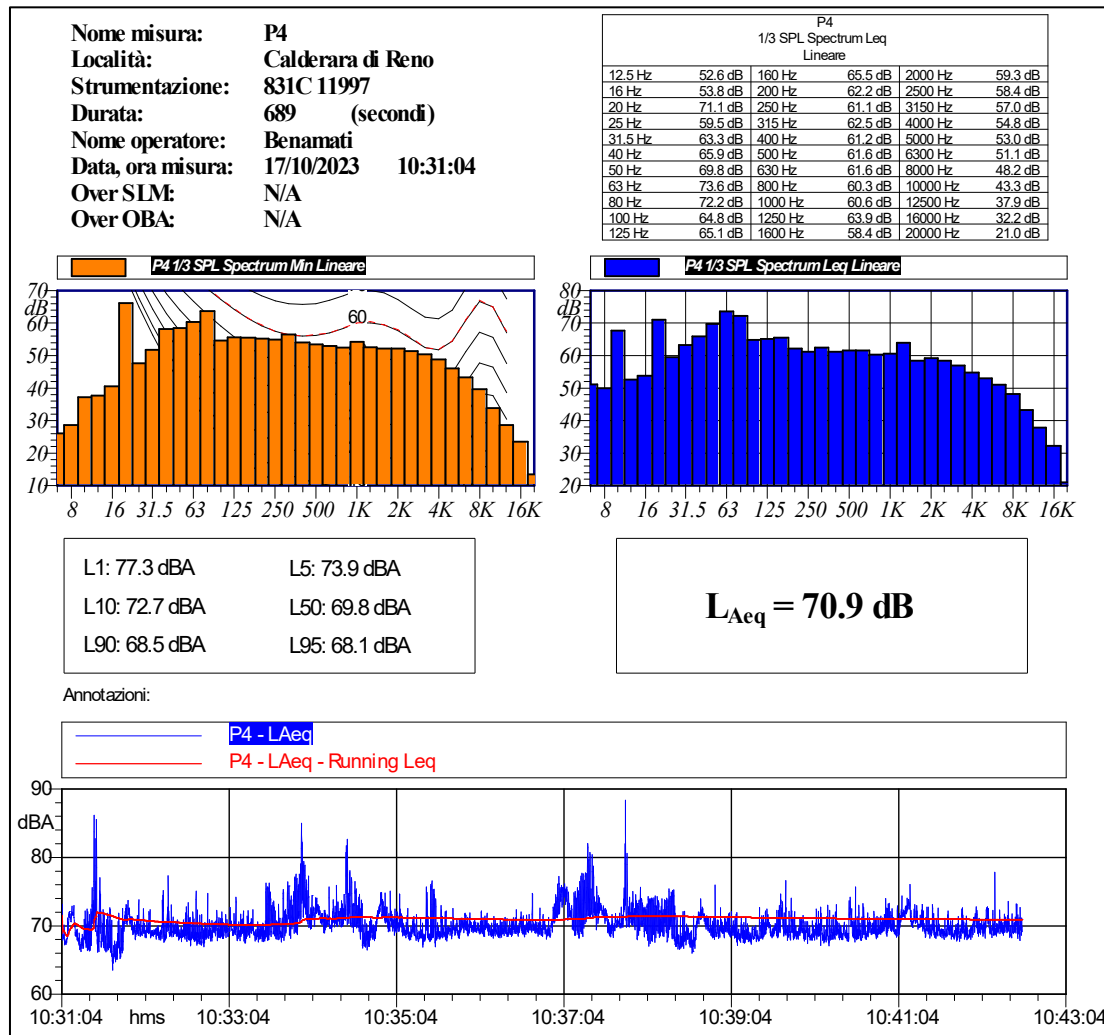 Nome misura: P4
Località: Calderara di Reno
Strumentazione: 831C 11997
Durata: 689 (secondi)
Nome operatore: Benamati
Data, ora misura: 17/10/2023 10:31:04
Over SLM: N/A
Over OBA: N/A
P4
1/3 SPL Spectrum Leq
Lineare
12.5 Hz 52.6 dB 160 Hz 65.5 dB 2000 Hz 59.3 dB
16 Hz 53.8 dB 200 Hz 62.2 dB 2500 Hz 58.4 dB
20 Hz 71.1 dB 250 Hz 61.1 dB 3150 Hz 57.0 dB
25 Hz 59.5 dB 315 Hz 62.5 dB 4000 Hz 54.8 dB
31.5 Hz 63.3 dB 400 Hz 61.2 dB 5000 Hz 53.0 dB
40 Hz 65.9 dB 500 Hz 61.6 dB 6300 Hz 51.1 dB
50 Hz 69.8 dB 630 Hz 61.6 dB 8000 Hz 48.2 dB
63 Hz 73.6 dB 800 Hz 60.3 dB 10000 Hz 43.3 dB
80 Hz 72.2 dB 1000 Hz 60.6 dB 12500 Hz 37.9 dB
100 Hz 64.8 dB 1250 Hz 63.9 dB 16000 Hz 32.2 dB
125 Hz 65.1 dB 1600 Hz 58.4 dB 20000 Hz 21.0 dB
P4 1/3 SPL Spectrum Min Lineare
70
dB
60
60
50
40
30
20
10
8 16 31.5 63 125 250 500 1K 2K 4K 8K 16K
P4 1/3 SPL Spectrum Leq Lineare
80
dB
70
60
50
40
30
20
8 16 31.5 63 125 250 500 1K 2K 4K 8K 16K
L1: 77.3 dBA L5: 73.9 dBA
L10: 72.7 dBA L50: 69.8 dBA
L90: 68.5 dBA L95: 68.1 dBA
LAeq = 70.9 dB
Annotazioni:
P4 - LAeq
P4 - LAeq - Running Leq
90
dBA
80
70
60
10:31:04 hms 10:33:04 10:35:04 10:37:04 10:39:04 10:41:04 10:43:04